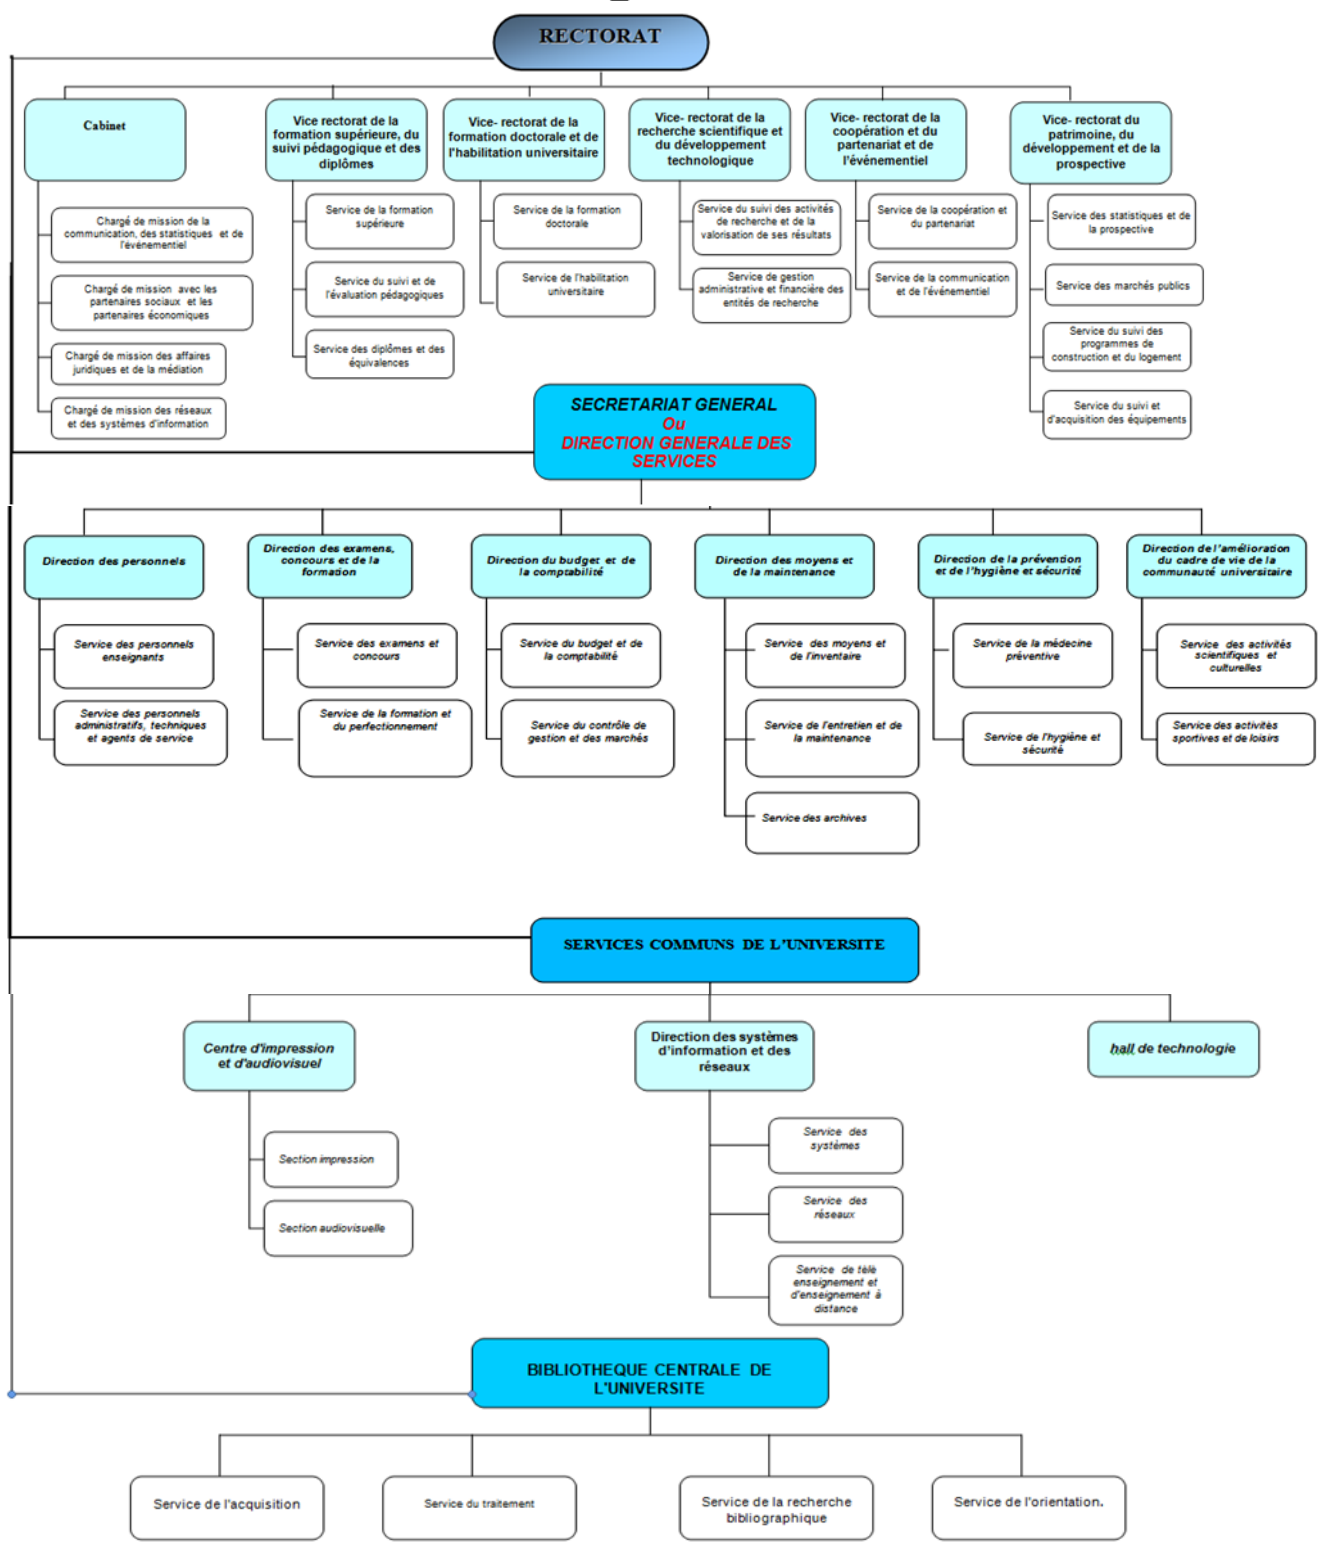 RECTORAT
Cabinet
Chargé de mission de la
communication, des statistiques et de
l'événementiel
Chargé de mission avec les
partenaires sociaux et les
partenaires économiques
Chargé de mission des affaires
juridiques et de la médiation
Chargé de mission des réseaux
et des systèmes d'information
Vice rectorat de la
formation supérieure, du
suivi pédagogique et des
diplômes
Service de la formation
supérieure
Service du suivi et de
l'évaluation pédagogiques
Service des diplômes et des
équivalences
Vice- rectorat de la
formation doctorale et de
l'habilitation universitaire
Service de la formation
doctorale
Service de l'habilitation
universitaire
Vice- rectorat de la
recherche scientifique et
du développement
technologique
Service du suivi des activités
de recherche et de la
valorisation de ses résultats
Service de gestion
administrative et financière des
entités de recherche
Vice- rectorat de la
coopération et du
partenariat et de
l'événementiel
Service de la coopération et
du partenariat
Service de la communication
et de l'événementiel
Vice- rectorat du
patrimoine, du
développement et de la
prospective
Service des statistiques et de
la prospective
Service des marchés publics
Service du suivi des
programmes de
construction et du logement
Service du suivi et
d'acquisition des équipements
SECRETARIAT GENERAL
Ou
DIRECTION GENERALE DES
SERVICES
Direction des personnels
Service des personnels
enseignants
Service des personnels
administratifs, techniques
et agents de service
Direction des examens,
concours et de la
formation
Service des examens et
concours
Service de la formation et
du perfectionnement
Direction du budget et de
la comptabilité
Service du budget et de
la comptabilité
Service du contrôle de
gestion et des marchés
Direction des moyens et
de la maintenance
Service des moyens et
de l'inventaire
Service de l'entretien et de
la maintenance
Service des archives
Direction de la prévention
et de l'hygiène et sécurité
Service de la médecine
préventive
Service de l'hygiène et
sécurité
Direction de l'amélioration
du cadre de vie de la
communauté universitaire
Service des activités
scientifiques et
culturelles
Service des activités
sportives et de loisirs
SERVICES COMMUNS DE L'UNIVERSITE
Centre d'impression
et d'audiovisuel
Section impression
Section audiovisuelle
Direction des systèmes
d'information et des
réseaux
Service des
systèmes
Service des
réseaux
Service de télé
enseignement et
d'enseignement à
distance
hall de technologie
BIBLIOTHEQUE CENTRALE DE
L'UNIVERSITE
Service de l'acquisition
Service du traitement
Service de la recherche
bibliographique
Service de l'orientation.